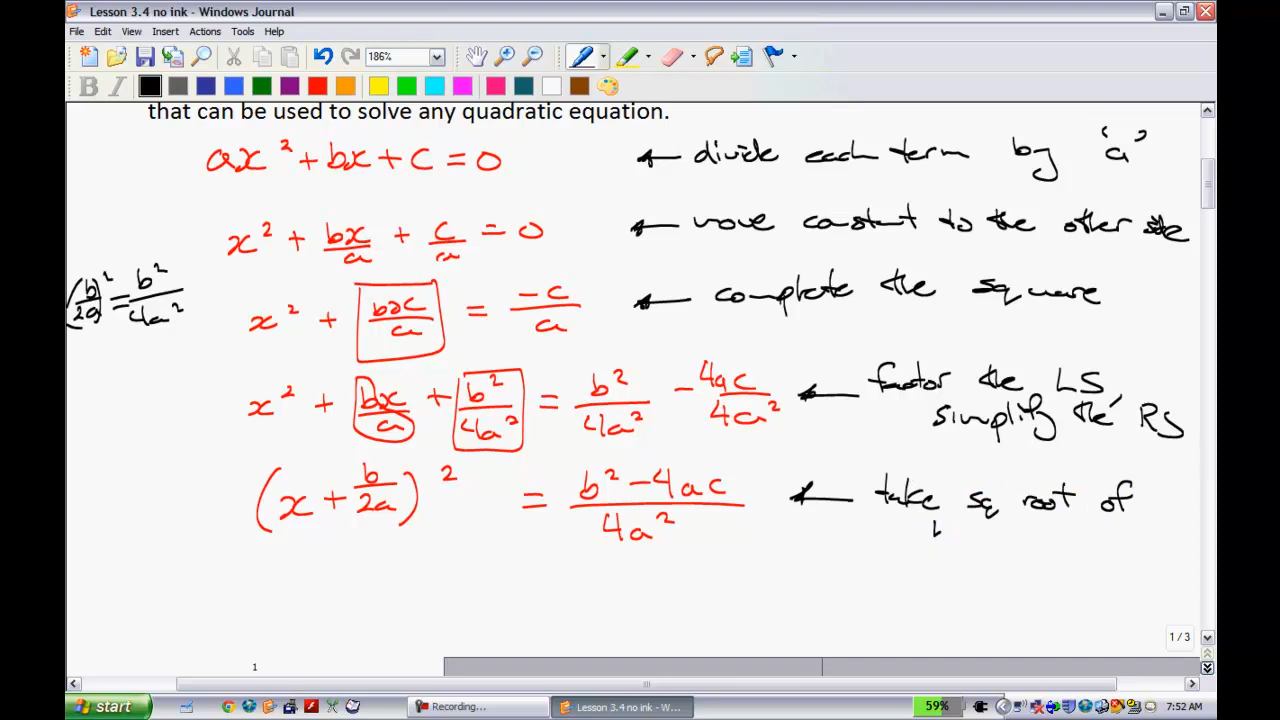 Lesson 3.4 no ink - Windows Journal
File Edit View Insert Actions Tools Help
186%
B I
that can be used to solve any quadratic equation.
ax² + bx + c = 0 ← divide each term by 'a'
x² + bx/a + c/a = 0 ← move constant to the other side
(b/2a)² = b²/4a²
x² + bx/a = -c/a ← complete the square
x² + bx/a + b²/4a² = b²/4a² - 4ac/4a² ← factor the LS,
simplify the RS
(x + b/2a)² = b² - 4ac/4a² ← take sq root of
1 / 3
1
start Recording... Lesson 3.4 no ink - W... 59% 7:52 AM